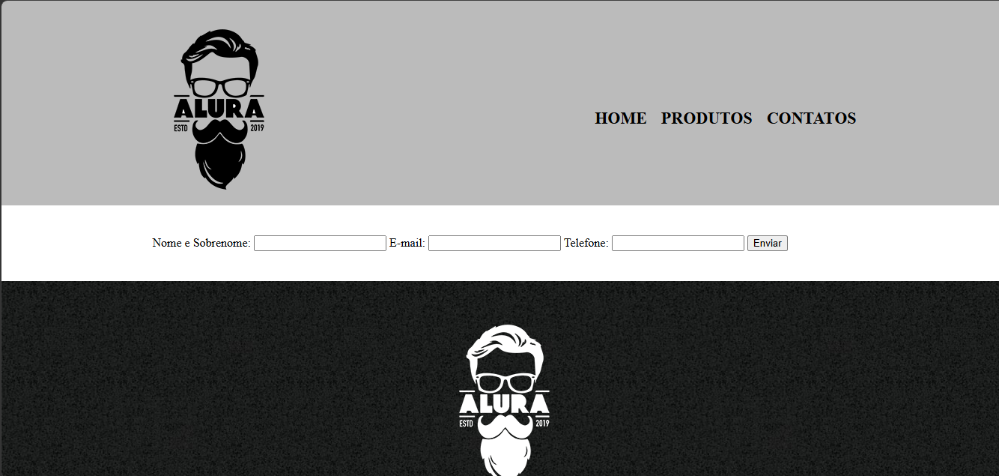 ALURA
ESTD 2019
HOME PRODUTOS CONTATOS
Nome e Sobrenome: E-mail: Telefone: Enviar
ALURA
ESTD 2019